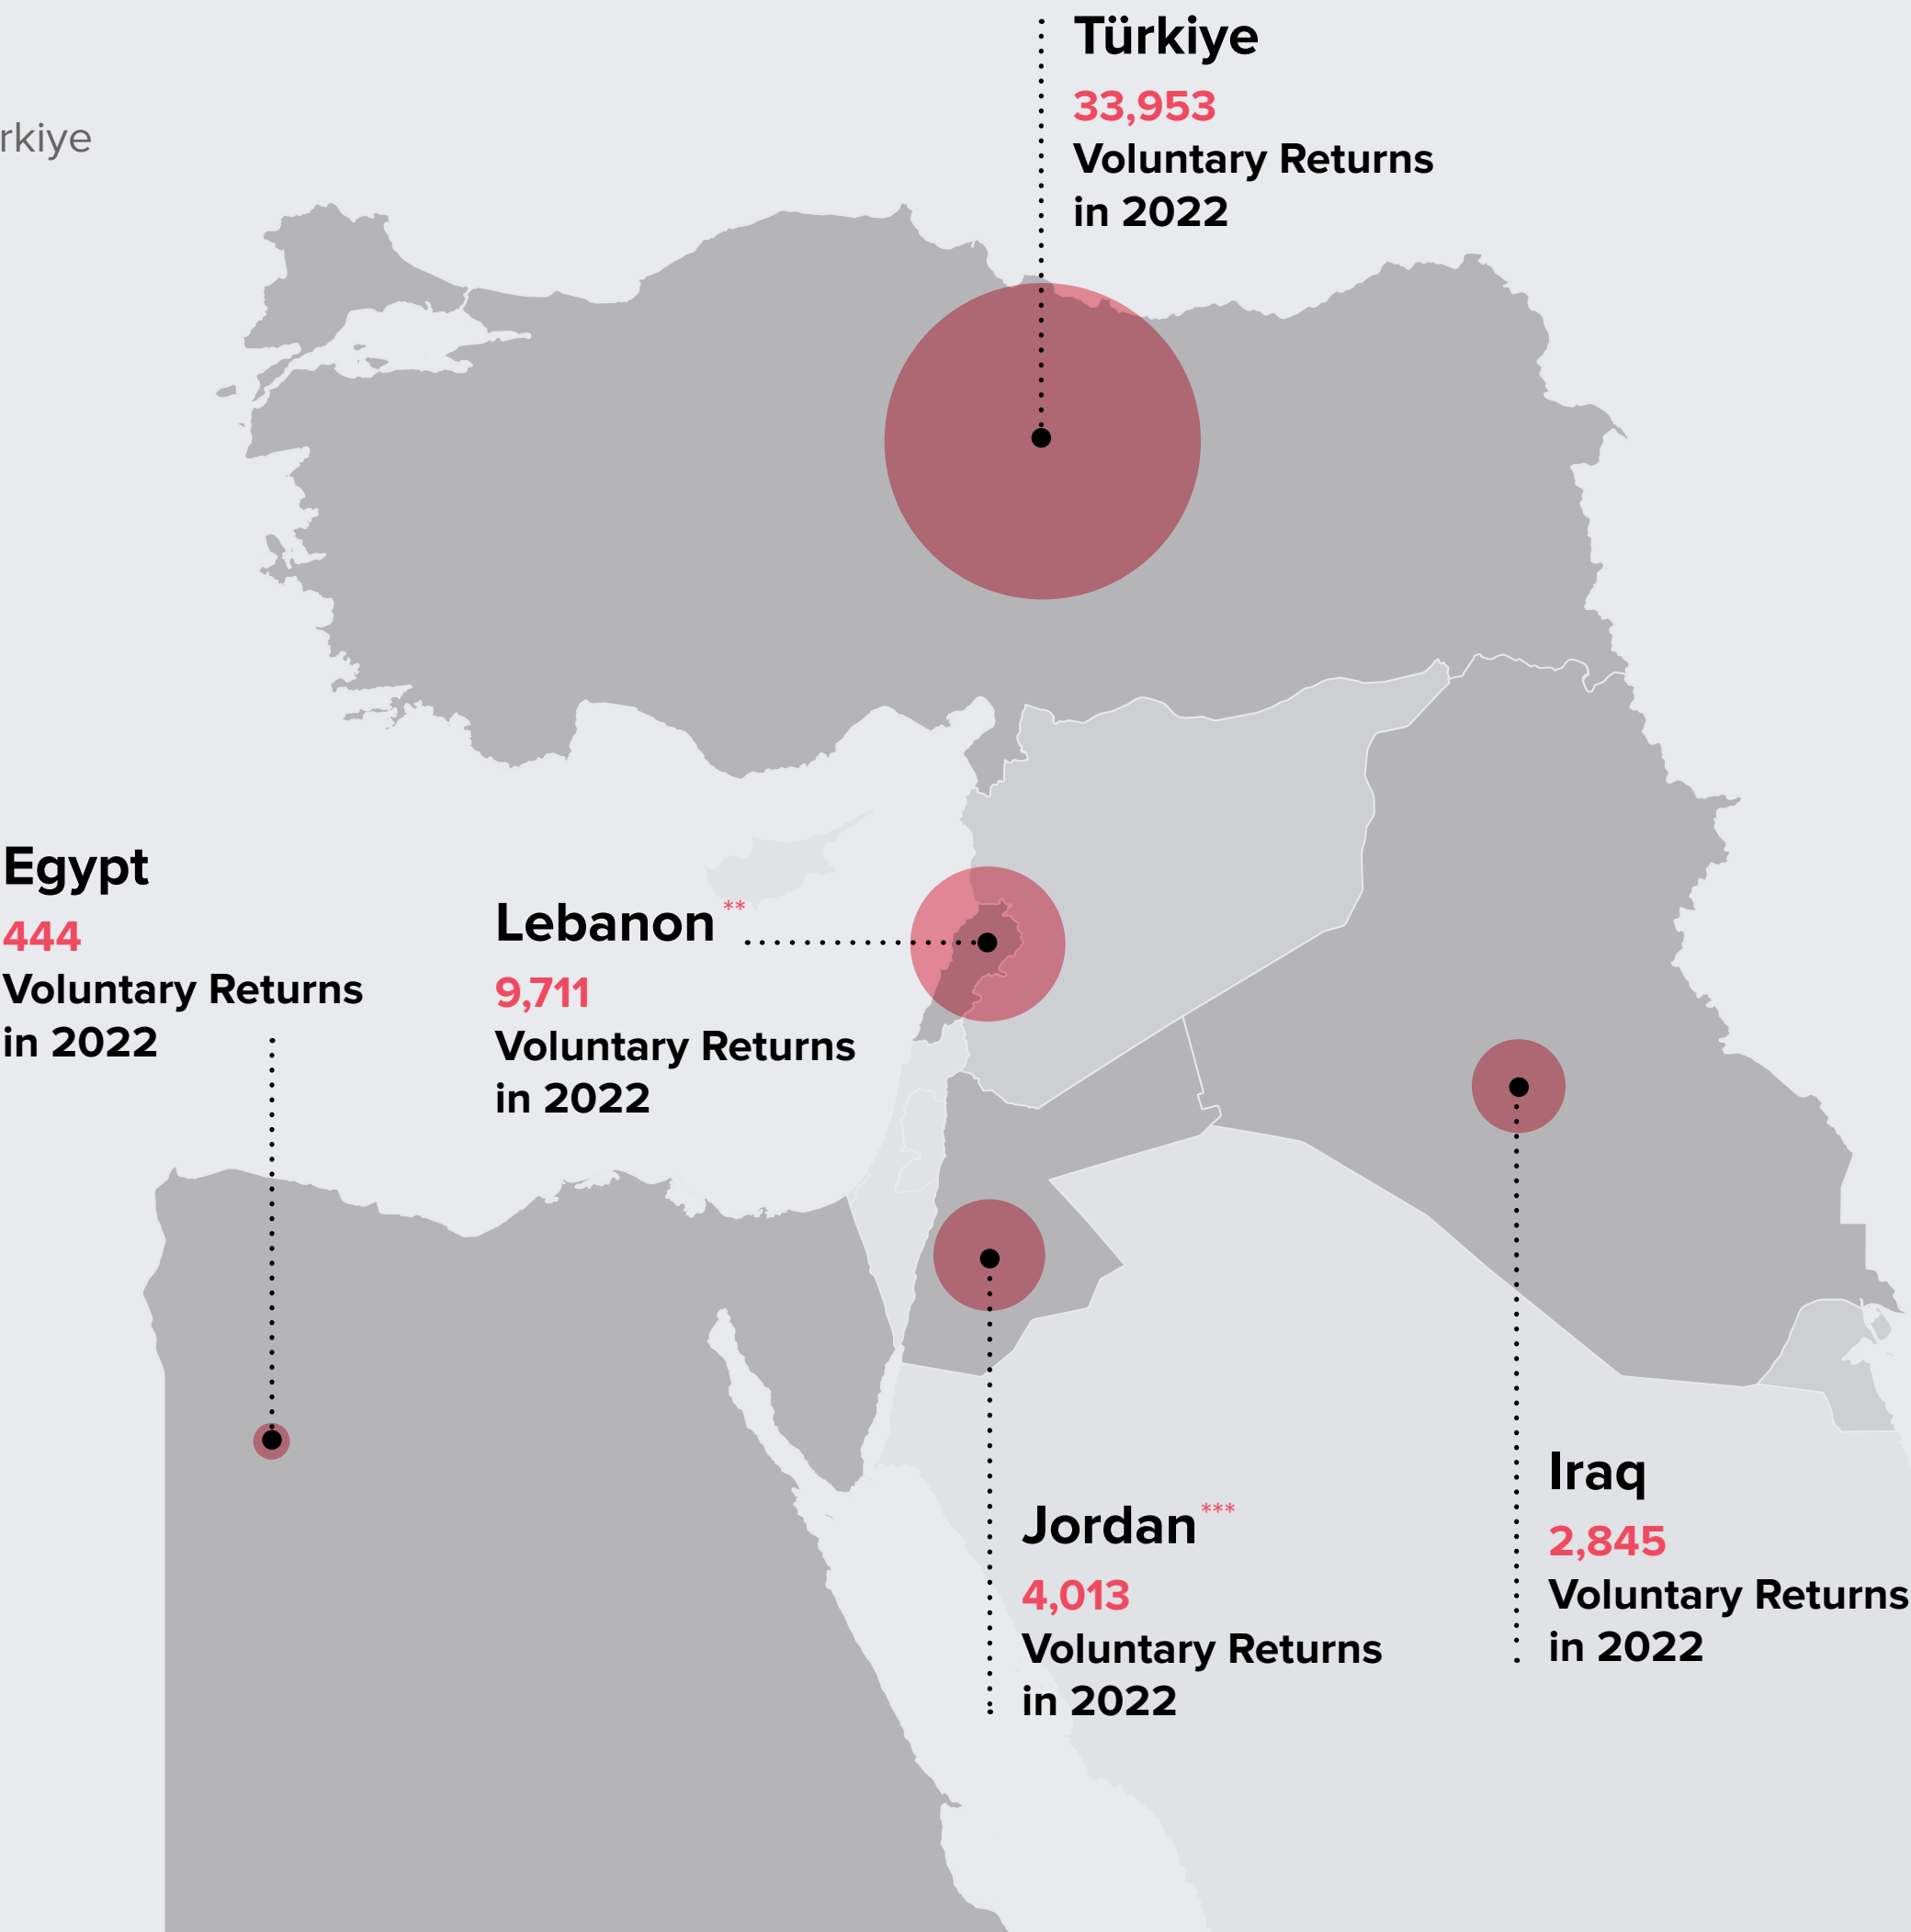 Türkiye
33,953
Voluntary Returns
in 2022
rkiye
Egypt
444
Voluntary Returns
in 2022
Lebanon**
9,711
Voluntary Returns
in 2022
Jordan***
4,013
Voluntary Returns
in 2022
Iraq
2,845
Voluntary Returns
in 2022